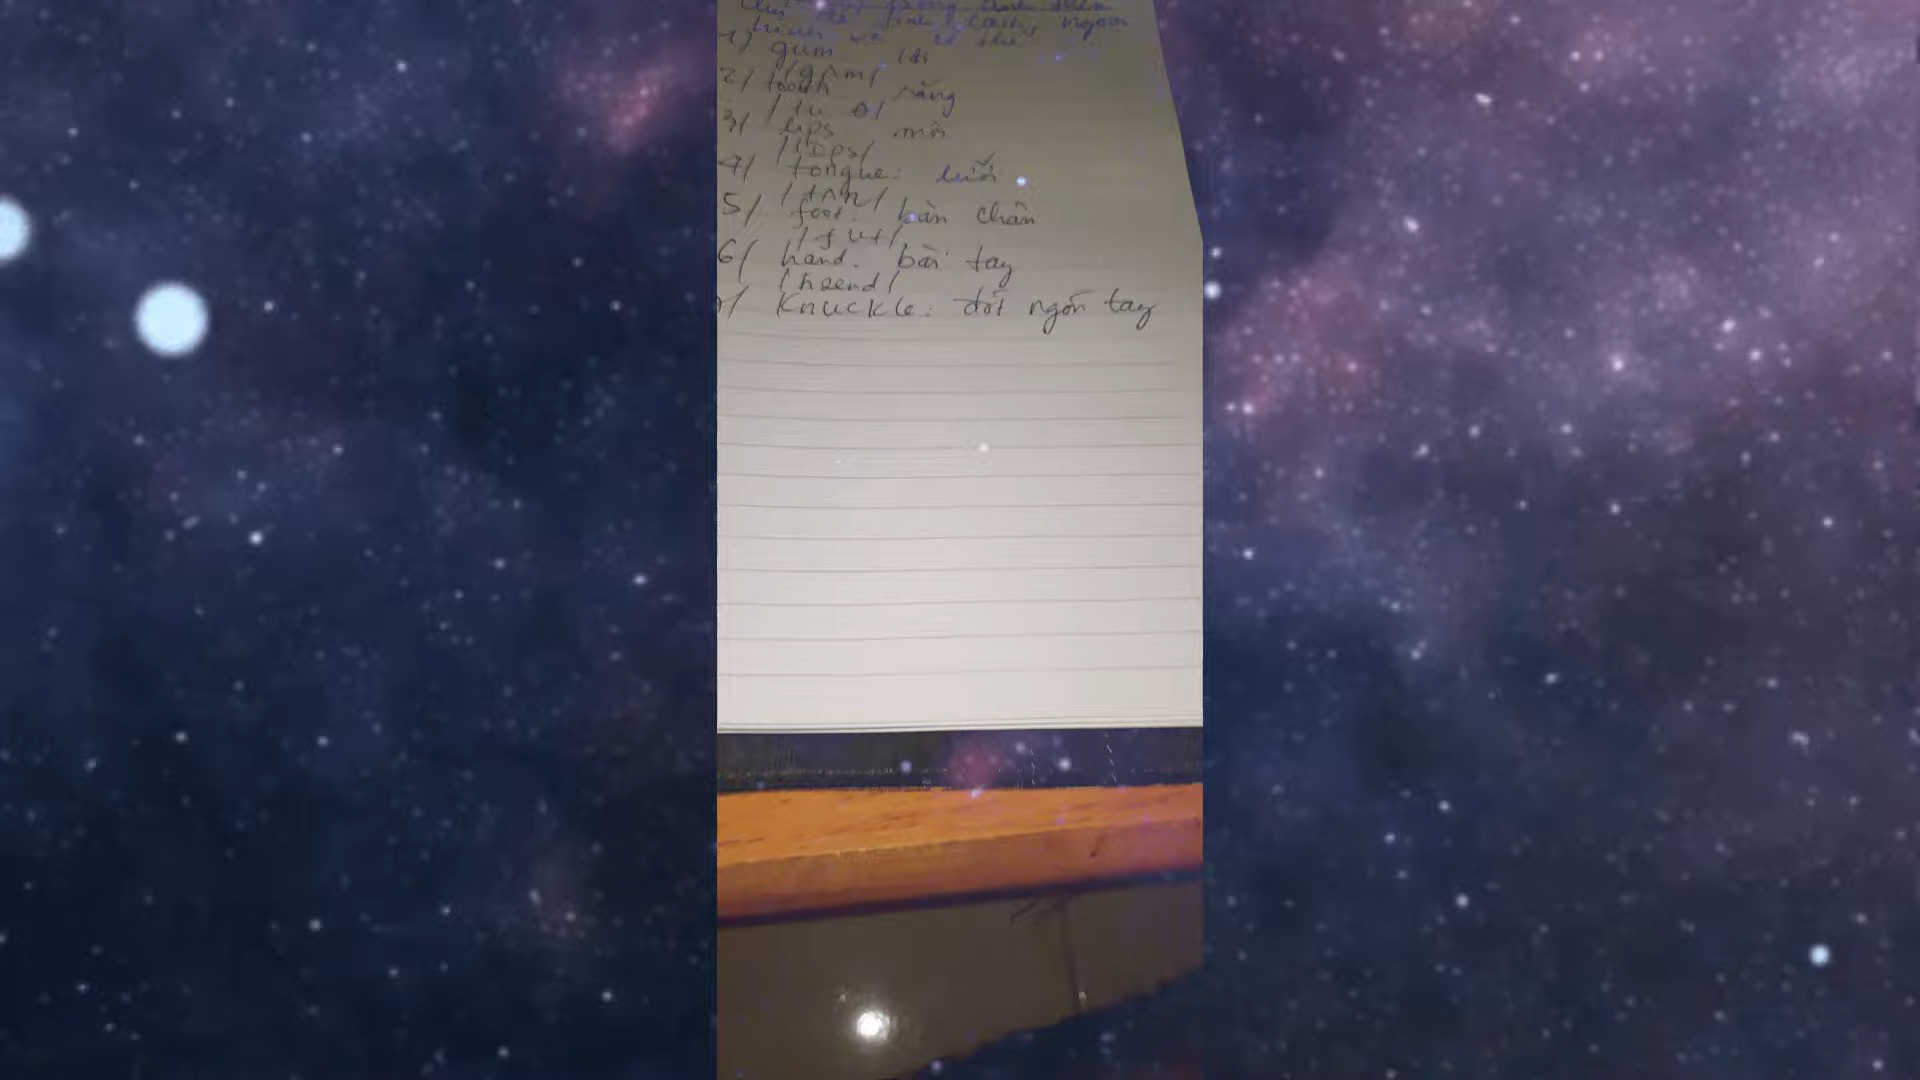 1/ gum lợi
/gʌm/
2/ tooth răng
/tu θ/
3/ lips môi
/lɪps/
4/ tongue: lưỡi
/tʌŋ/
5/ foot. bàn chân
/fʊt/
6/ hand. bàn tay
/hænd/
7/ Knuckle: đốt ngón tay